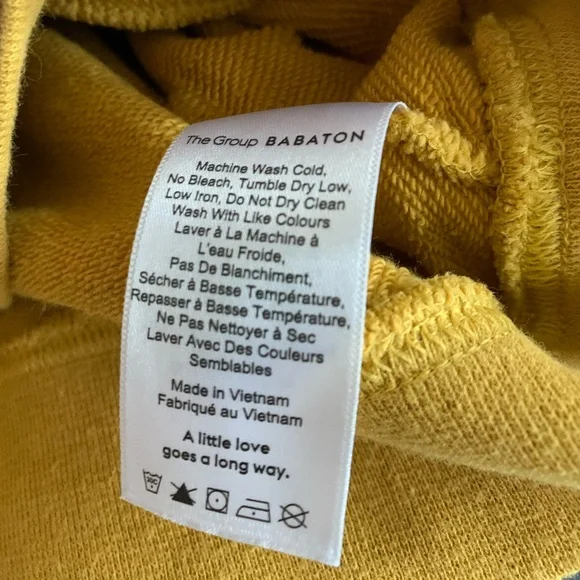 The Group BABATON
Machine Wash Cold,
No Bleach, Tumble Dry Low,
Low Iron, Do Not Dry Clean
Wash With Like Colours
Laver à La Machine à
L'eau Froide,
Pas De Blanchiment,
Sécher à Basse Température,
Repasser à Basse Température,
Ne Pas Nettoyer à Sec
Laver Avec Des Couleurs
Semblables
Made in Vietnam
Fabriqué au Vietnam
A little love
goes a long way.
30C